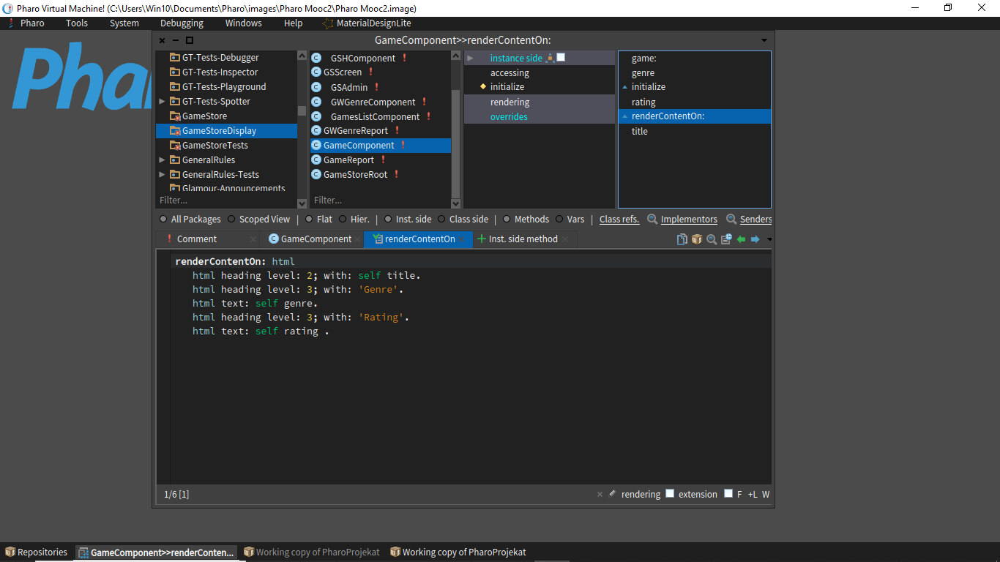 Pharo Virtual Machine! (C:\Users\Win10\Documents\Pharo\images\Pharo Mooc2\Pharo Mooc2.image)
Pharo Tools System Debugging Windows Help MaterialDesignLite
Phar
GameComponent>>renderContentOn:
GT-Tests-Debugger
GT-Tests-Inspector
GT-Tests-Playground
GT-Tests-Spotter
GameStore
GameStoreDisplay
GameStoreTests
GeneralRules
GeneralRules-Tests
Glamour-Announcements
Filter...
GSHComponent
GSScreen
GSAdmin
GWGenreComponent
GamesListComponent
GWGenreReport
GameComponent
GameReport
GameStoreRoot
Filter...
instance side
accessing
initialize
rendering
overrides
game:
genre
initialize
rating
renderContentOn:
title
All Packages Scoped View | Flat Hier. | Inst. side Class side | Methods Vars Class refs. Implementors Senders
Comment GameComponent renderContentOn Inst. side method
renderContentOn: html
html heading level: 2; with: self title.
html heading level: 3; with: 'Genre'.
html text: self genre.
html heading level: 3; with: 'Rating'.
html text: self rating .
1/6 [1] rendering extension F +L W
Repositories GameComponent>>renderConten... Working copy of PharoProjekat Working copy of PharoProjekat